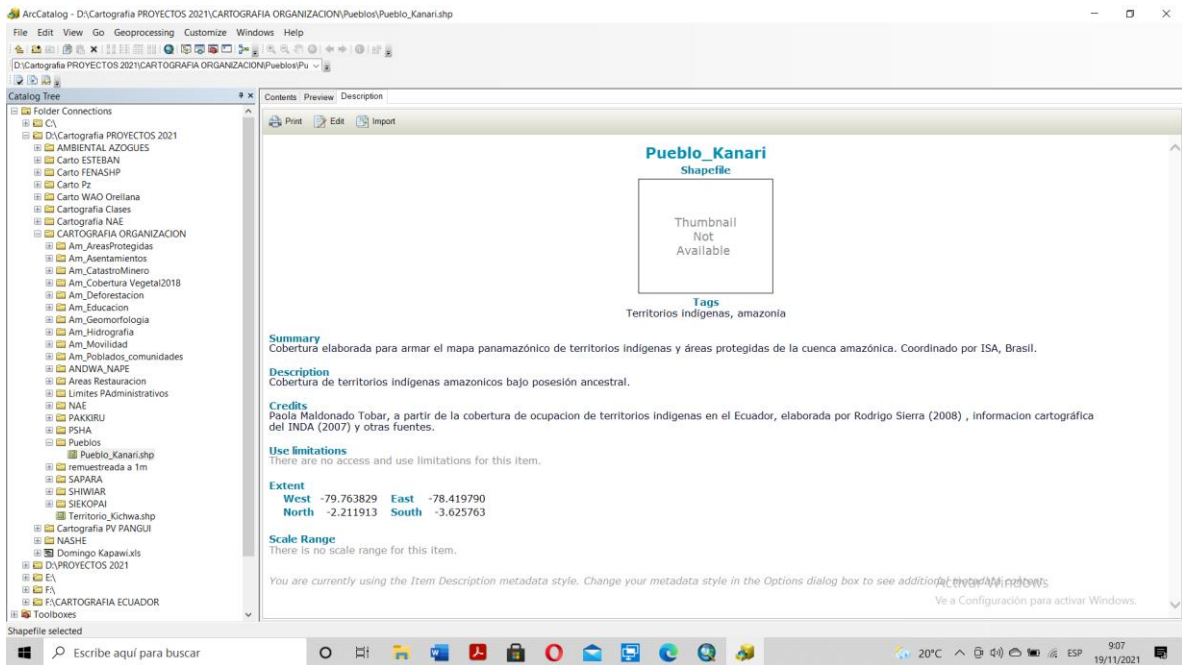 ArcCatalog - D:\Cartografia PROYECTOS 2021\CARTOGRAFIA ORGANIZACION\Pueblos\Pueblo_Kanari.shp
File Edit View Go Geoprocessing Customize Windows Help
D:\Cartografia PROYECTOS 2021\CARTOGRAFIA ORGANIZACION\Pueblos\Pu
Catalog Tree
Folder Connections
C:\
D:\Cartografia PROYECTOS 2021
AMBIENTAL AZOGUES
Carto ESTEBAN
Carto FENASHP
Carto Pz
Carto WAO Orellana
Cartografia Clases
Cartografia NAE
CARTOGRAFIA ORGANIZACION
Am_AreasProtegidas
Am_Asentamientos
Am_CatastroMinero
Am_Cobertura Vegetal2018
Am_Deforestacion
Am_Educacion
Am_Geomorfologia
Am_Hidrografia
Am_Movilidad
Am_Poblados_comunidades
ANDWA_NAPE
Areas Restauracion
Limites PAdministrativos
NAE
PAKKIRU
PSHA
Pueblos
Pueblo_Kanari.shp
remuestreada a 1m
SAPARA
SHIWIAR
SIEKOPAI
Territorio_Kichwa.shp
Cartografia PV PANGUI
NASHE
Domingo Kapawi.xls
D:\PROYECTOS 2021
E:\
F:\
F:\CARTOGRAFIA ECUADOR
Toolboxes
Contents Preview Description
Print Edit Import
Pueblo_Kanari
Shapefile
Thumbnail
Not
Available
Tags
Territorios indígenas, amazonía
Summary
Cobertura elaborada para armar el mapa panamazónico de territorios indígenas y áreas protegidas de la cuenca amazónica. Coordinado por ISA, Brasil.
Description
Cobertura de territorios indigenas amazonicos bajo posesión ancestral.
Credits
Paola Maldonado Tobar, a partir de la cobertura de ocupacion de territorios indigenas en el Ecuador, elaborada por Rodrigo Sierra (2008) , informacion cartográfica
del INDA (2007) y otras fuentes.
Use limitations
There are no access and use limitations for this item.
Extent
West -79.763829 East -78.419790
North -2.211913 South -3.625763
Scale Range
There is no scale range for this item.
You are currently using the Item Description metadata style. Change your metadata style in the Options dialog box to see additional metadata content.
Activar Windows
Ve a Configuración para activar Windows.
Shapefile selected
Escribe aquí para buscar
20°C
ESP
9:07
19/11/2021